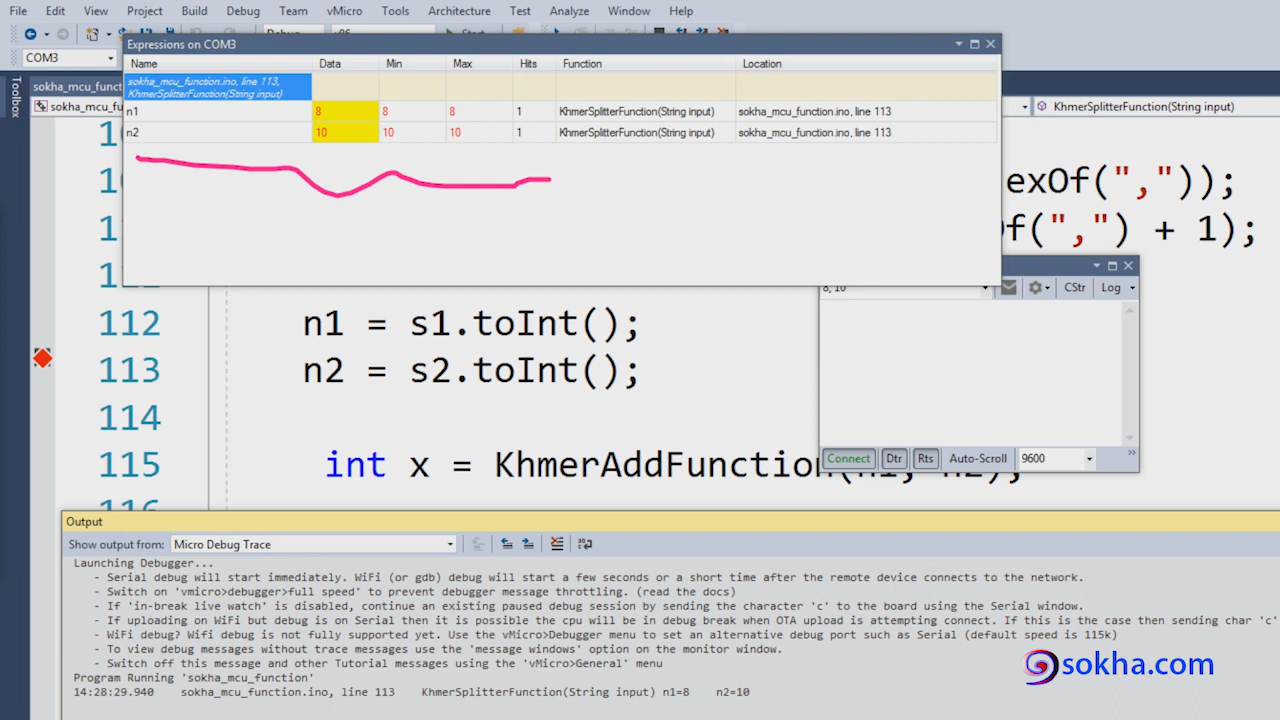 File Edit View Project Build Debug Team vMicro Tools Architecture Test Analyze Window Help
Expressions on COM3
COM3
Name Data Min Max Hits Function Location
sokha_mcu_function.ino, line 113,
KhmerSplitterFunction(String input)
n1 8 8 8 1 KhmerSplitterFunction(String input) sokha_mcu_function.ino, line 113
n2 10 10 10 1 KhmerSplitterFunction(String input) sokha_mcu_function.ino, line 113
Toolbox
sokha_mcu_funct
sokha_mcu_fu
KhmerSplitterFunction(String input)
exOf(","));
f(",") + 1);
8, 10
CStr Log
112 n1 = s1.toInt();
113 n2 = s2.toInt();
114
115 int x = KhmerAddFunction(n1, n2);
116
Connect Dtr Rts Auto-Scroll 9600
Output
Show output from: Micro Debug Trace
Launching Debugger...
- Serial debug will start immediately. WiFi (or gdb) debug will start a few seconds or a short time after the remote device connects to the network.
- Switch on 'vmicro>debugger>full speed' to prevent debugger message throttling. (read the docs)
- If 'in-break live watch' is disabled, continue an existing paused debug session by sending the character 'c' to the board using the Serial window.
- If uploading on WiFi but debug is on Serial then it is possible the cpu will be in debug break when OTA upload is attempting connect. If this is the case then sending char 'c'
- WiFi debug? Wifi debug is not fully supported yet. Use the vMicro>Debugger menu to set an alternative debug port such as Serial (default speed is 115k)
- To view debug messages without trace messages use the 'message windows' option on the monitor window.
- Switch off this message and other Tutorial messages using the 'vMicro>General' menu
Program Running 'sokha_mcu_function'
14:28:29.940 sokha_mcu_function.ino, line 113 KhmerSplitterFunction(String input) n1=8 n2=10
sokha.com